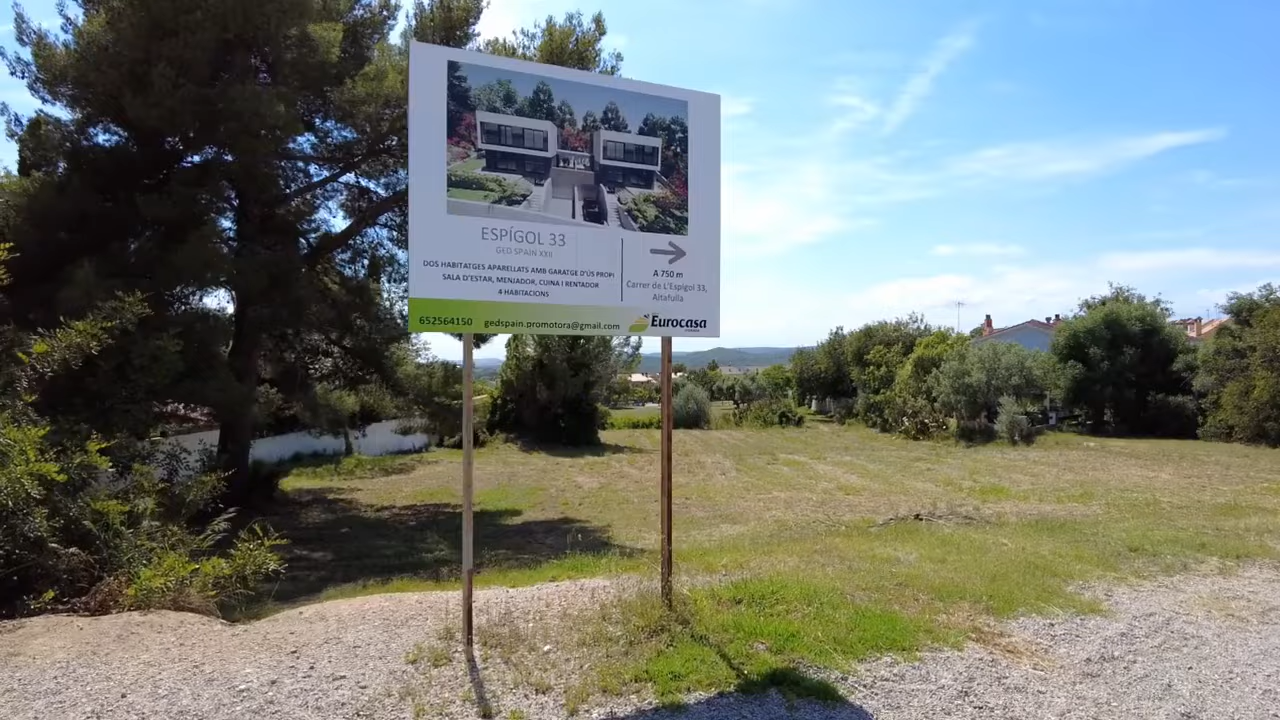 ESPÍGOL 33
GED SPAIN XXII
DOS HABITATGES APARELLATS AMB GARATGE D'ÚS PROPI
SALA D'ESTAR, MENJADOR, CUINA I RENTADOR
4 HABITACIONS
A 750 m
Carrer de L'Espígol 33,
Altafulla
652564150 gedspain.promotora@gmail.com
Eurocasa